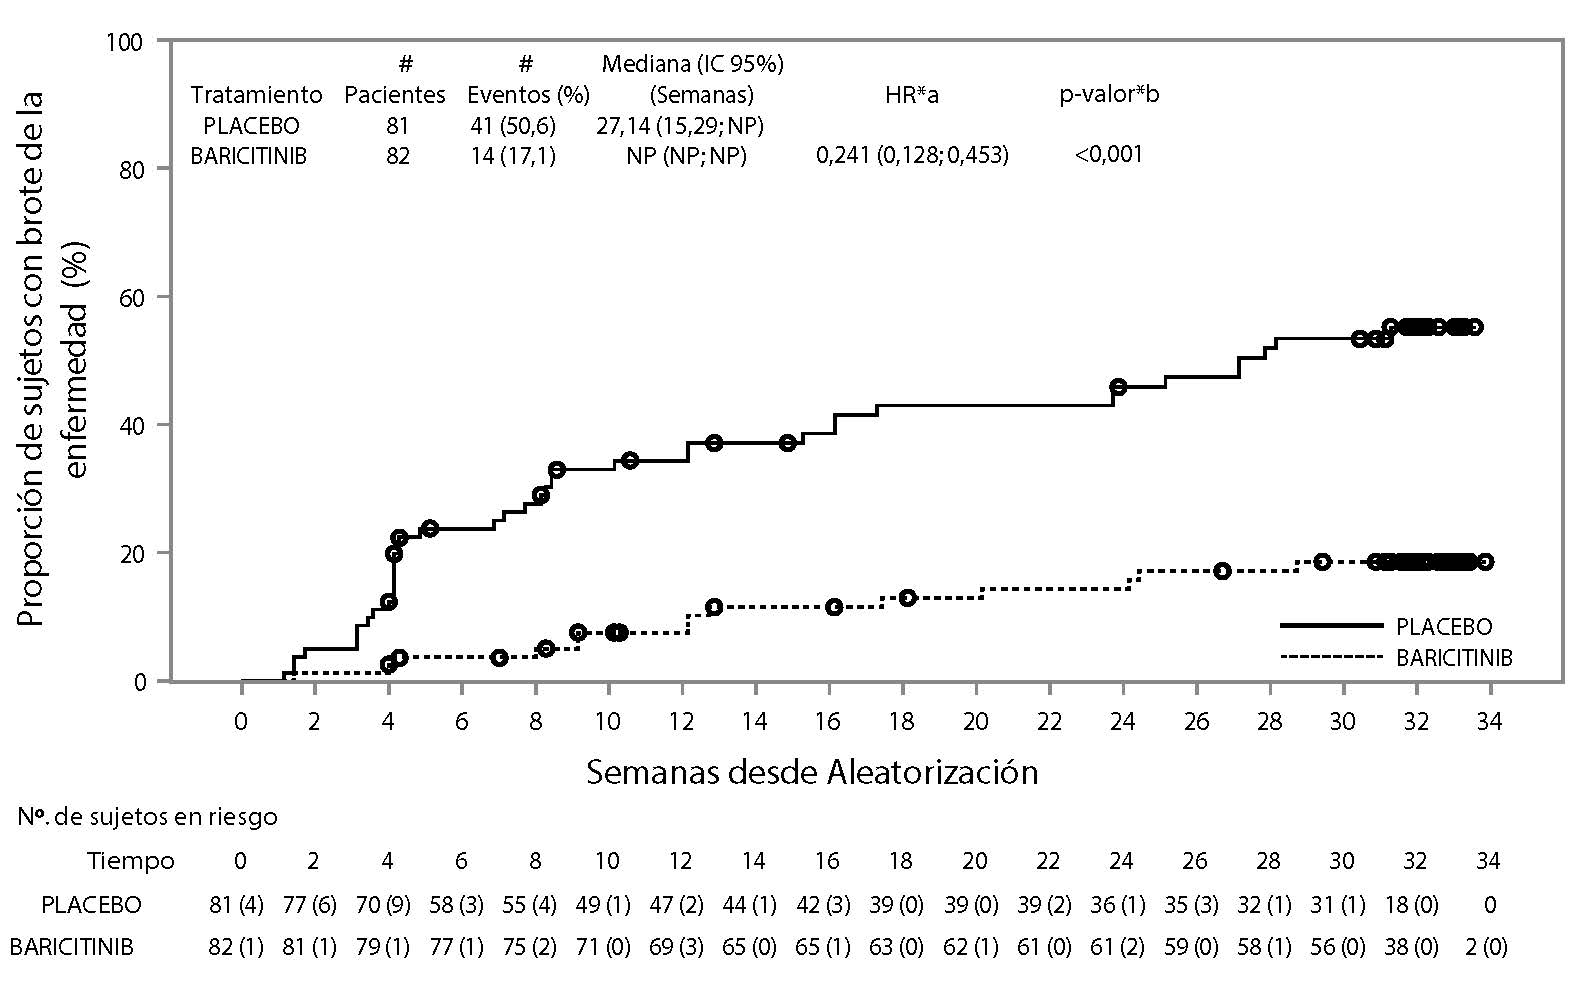 Proporción de sujetos con brote de la
enfermedad (%)
100
80
60
40
20
0
# # Mediana (IC 95%)
Tratamiento Pacientes Eventos (%) (Semanas) HR*a p-valor*b
PLACEBO 81 41 (50,6) 27,14 (15,29; NP)
BARICITINIB 82 14 (17,1) NP (NP; NP) 0,241 (0,128; 0,453) <0,001
PLACEBO
BARICITINIB
0 2 4 6 8 10 12 14 16 18 20 22 24 26 28 30 32 34
Semanas desde Aleatorización
Nº. de sujetos en riesgo
Tiempo 0 2 4 6 8 10 12 14 16 18 20 22 24 26 28 30 32 34
PLACEBO 81 (4) 77 (6) 70 (9) 58 (3) 55 (4) 49 (1) 47 (2) 44 (1) 42 (3) 39 (0) 39 (0) 39 (2) 36 (1) 35 (3) 32 (1) 31 (1) 18 (0) 0
BARICITINIB 82 (1) 81 (1) 79 (1) 77 (1) 75 (2) 71 (0) 69 (3) 65 (0) 65 (1) 63 (0) 62 (1) 61 (0) 61 (2) 59 (0) 58 (1) 56 (0) 38 (0) 2 (0)